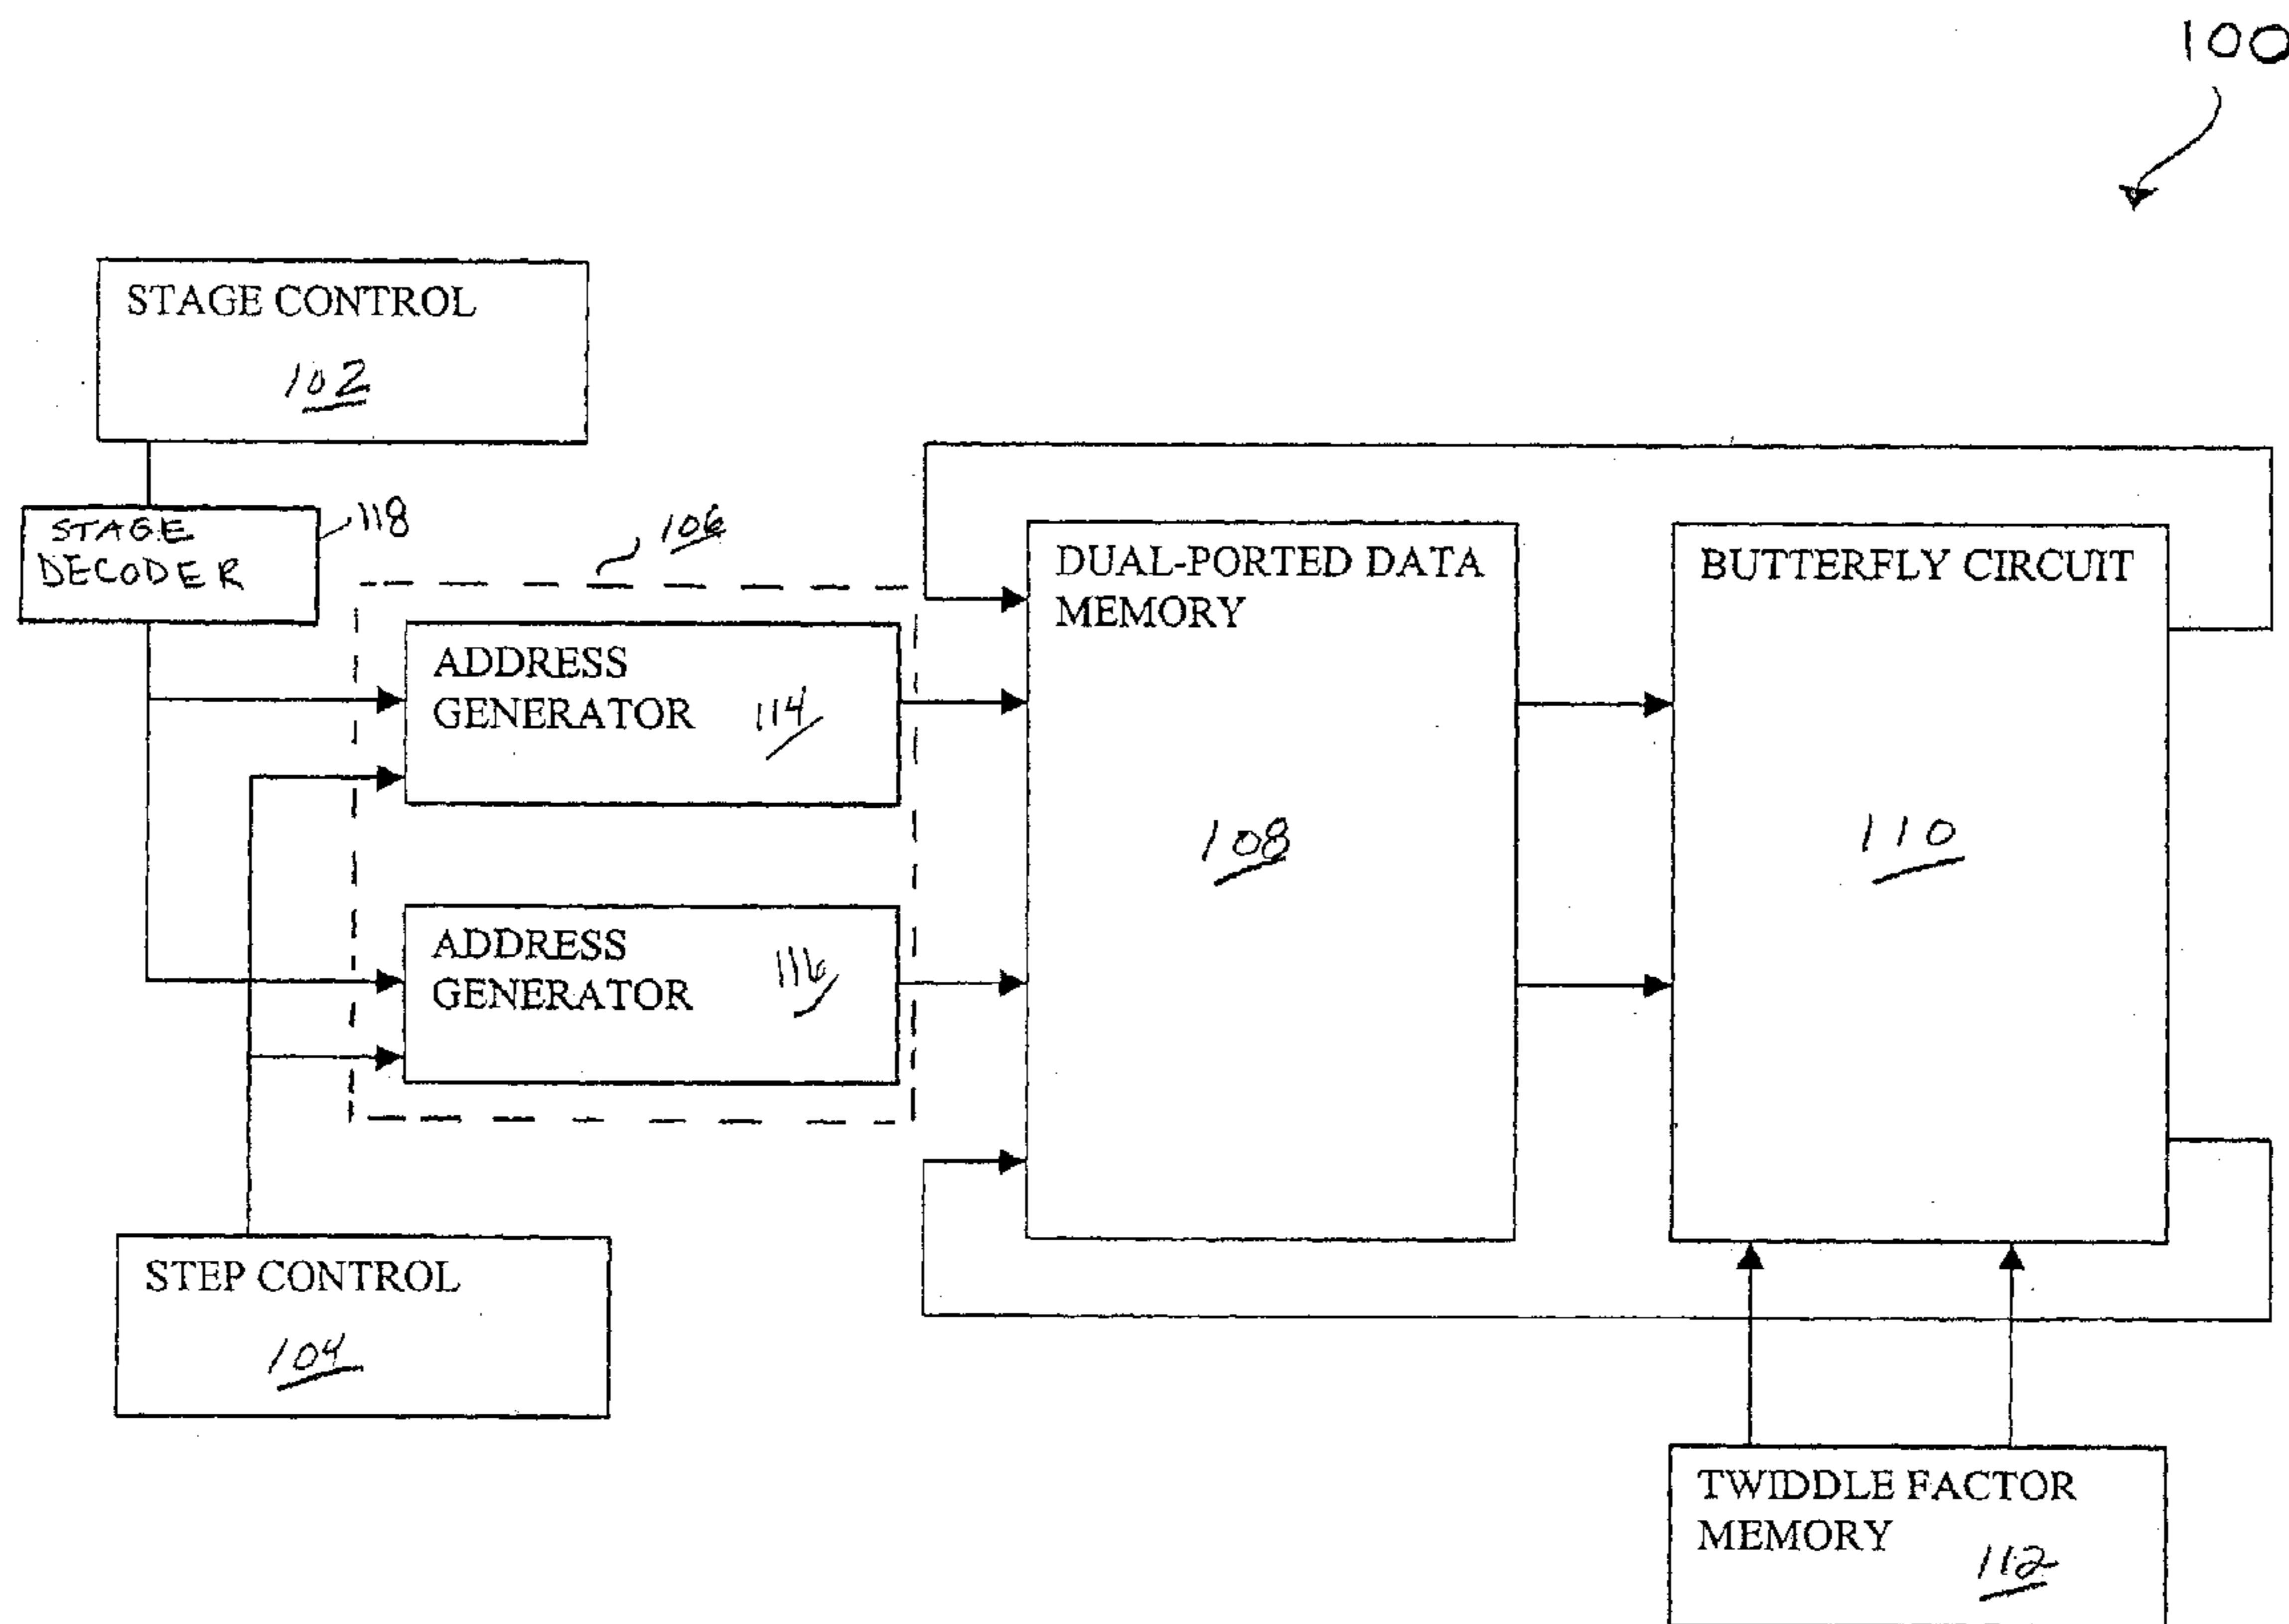 100
STAGE CONTROL
102
STAGE
DECODER
118
106
ADDRESS
GENERATOR 114
ADDRESS
GENERATOR 116
STEP CONTROL
104
DUAL-PORTED DATA
MEMORY
108
BUTTERFLY CIRCUIT
110
TWIDDLE FACTOR
MEMORY
112